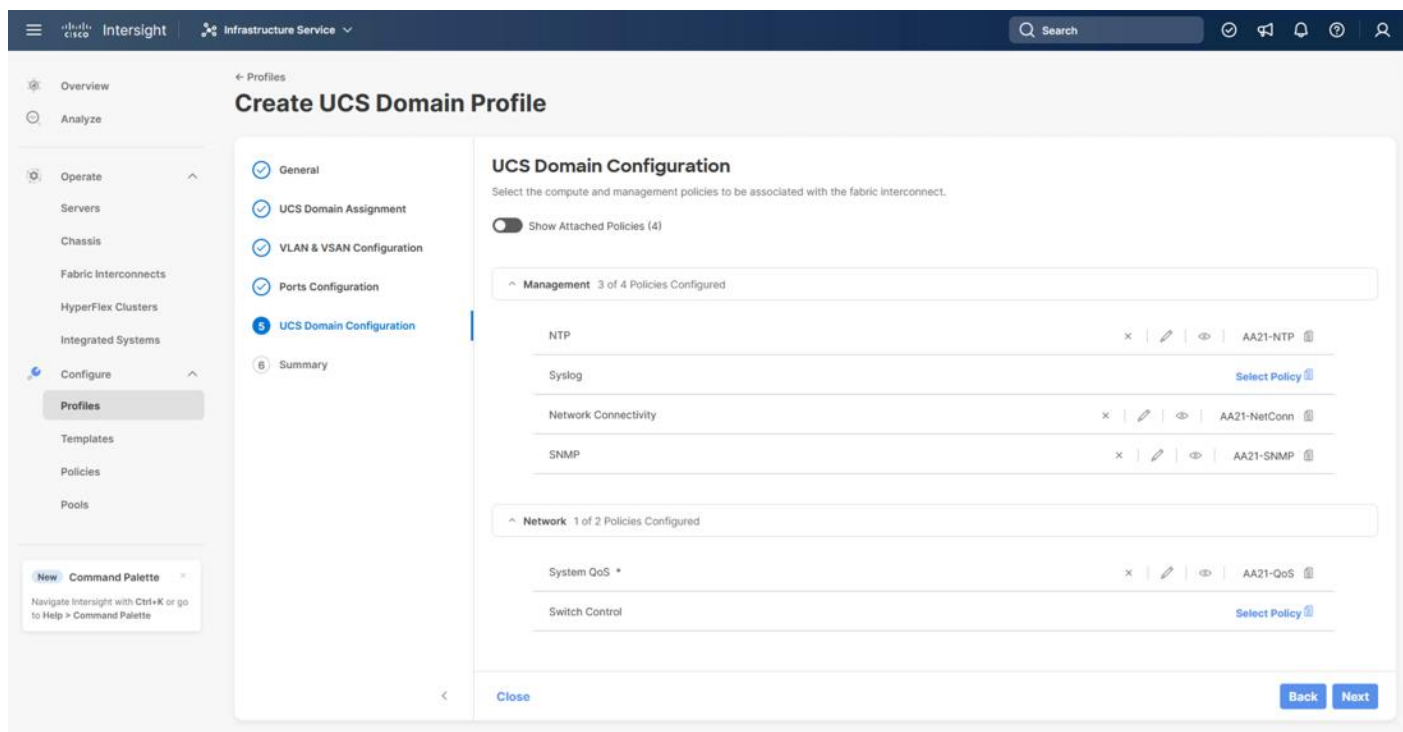 cisco Intersight
Infrastructure Service
Search
Overview
Analyze
Operate
Servers
Chassis
Fabric Interconnects
HyperFlex Clusters
Integrated Systems
Configure
Profiles
Templates
Policies
Pools
New Command Palette
Navigate Intersight with Ctrl+K or go
to Help > Command Palette
← Profiles
Create UCS Domain Profile
General
UCS Domain Assignment
VLAN & VSAN Configuration
Ports Configuration
5 UCS Domain Configuration
6 Summary
UCS Domain Configuration
Select the compute and management policies to be associated with the fabric interconnect.
Show Attached Policies (4)
Management 3 of 4 Policies Configured
NTP AA21-NTP
Syslog Select Policy
Network Connectivity AA21-NetConn
SNMP AA21-SNMP
Network 1 of 2 Policies Configured
System QoS * AA21-QoS
Switch Control Select Policy
Close Back Next